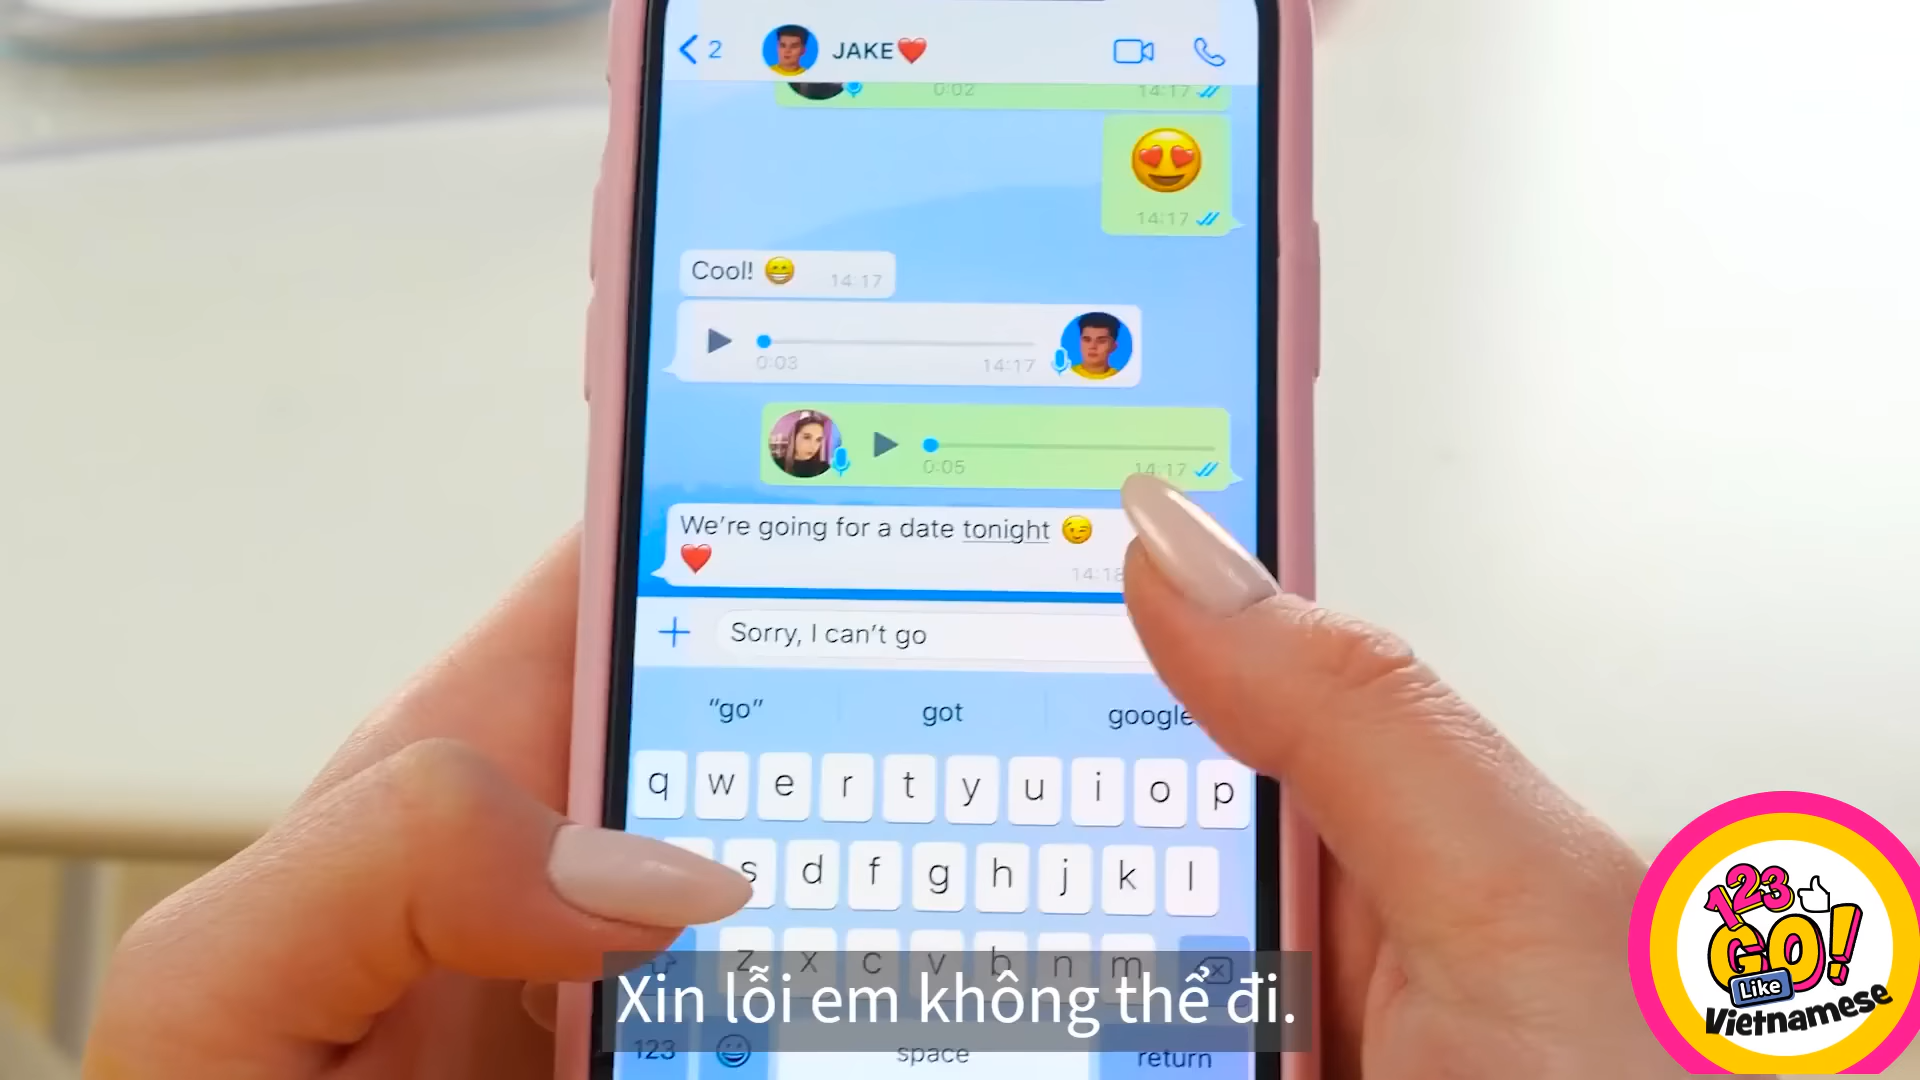 2
JAKE❤️
0:02 14:17
😍
14:17
Cool! 😄 14:17
0:03 14:17
0:05 14:17
We're going for a date tonight 😉
❤️
14:18
Sorry, I can't go
"go" got google
q w e r t y u i o p
s d f g h j k l
z x c v b n m
Xin lỗi em không thể đi.
123 space return
123
GO!
Like
Vietnamese